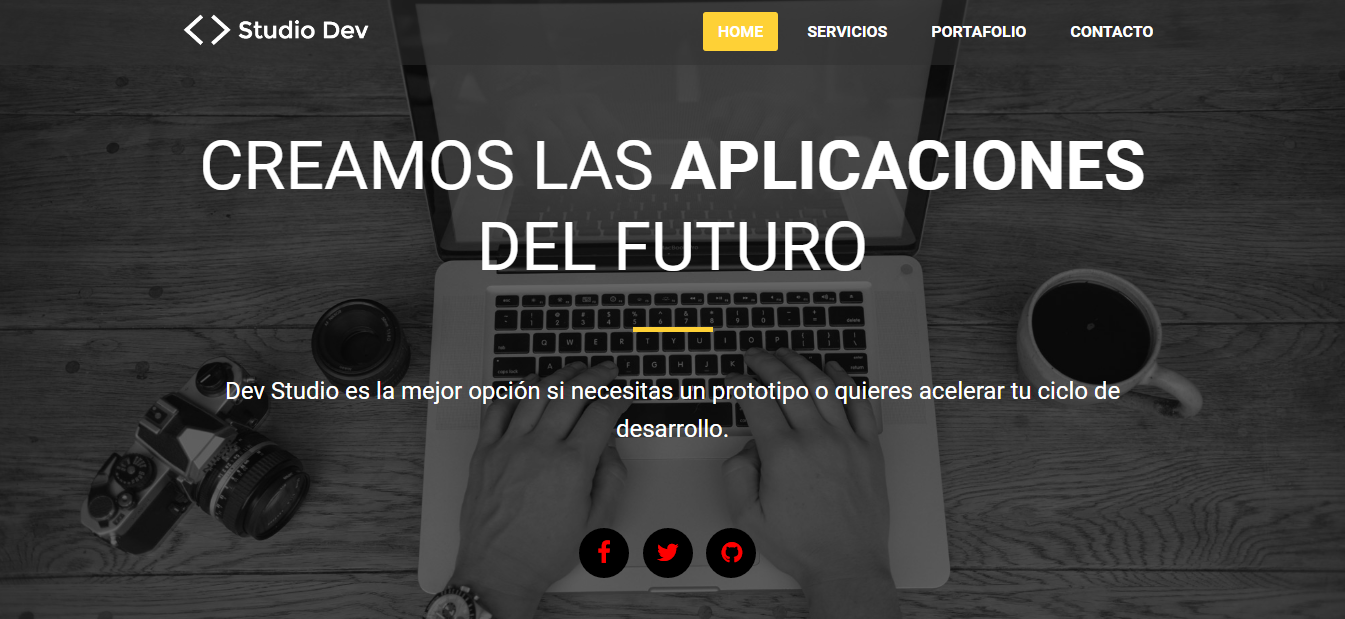 Studio Dev
HOME SERVICIOS PORTAFOLIO CONTACTO
CREAMOS LAS APLICACIONES
DEL FUTURO
Dev Studio es la mejor opción si necesitas un prototipo o quieres acelerar tu ciclo de
desarrollo.